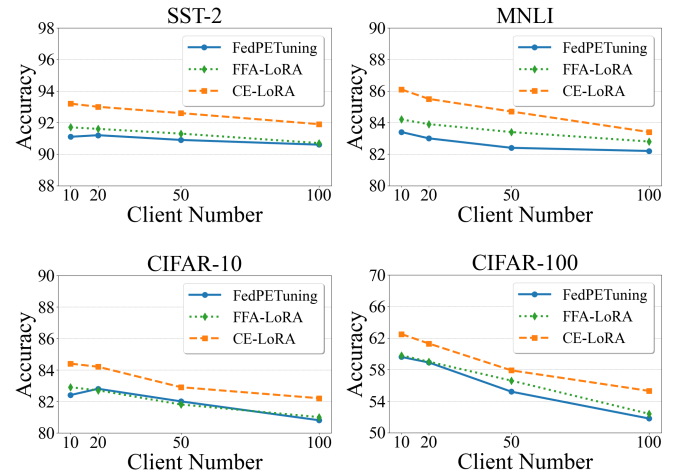 SST-2
98
96
94
92
90
88
Accuracy
FedPETuning
FFA-LoRA
CE-LoRA
10 20 50 100
Client Number
MNLI
90
88
86
84
82
80
Accuracy
FedPETuning
FFA-LoRA
CE-LoRA
10 20 50 100
Client Number
CIFAR-10
90
88
86
84
82
80
Accuracy
FedPETuning
FFA-LoRA
CE-LoRA
10 20 50 100
Client Number
CIFAR-100
70
66
62
58
54
50
Accuracy
FedPETuning
FFA-LoRA
CE-LoRA
10 20 50 100
Client Number